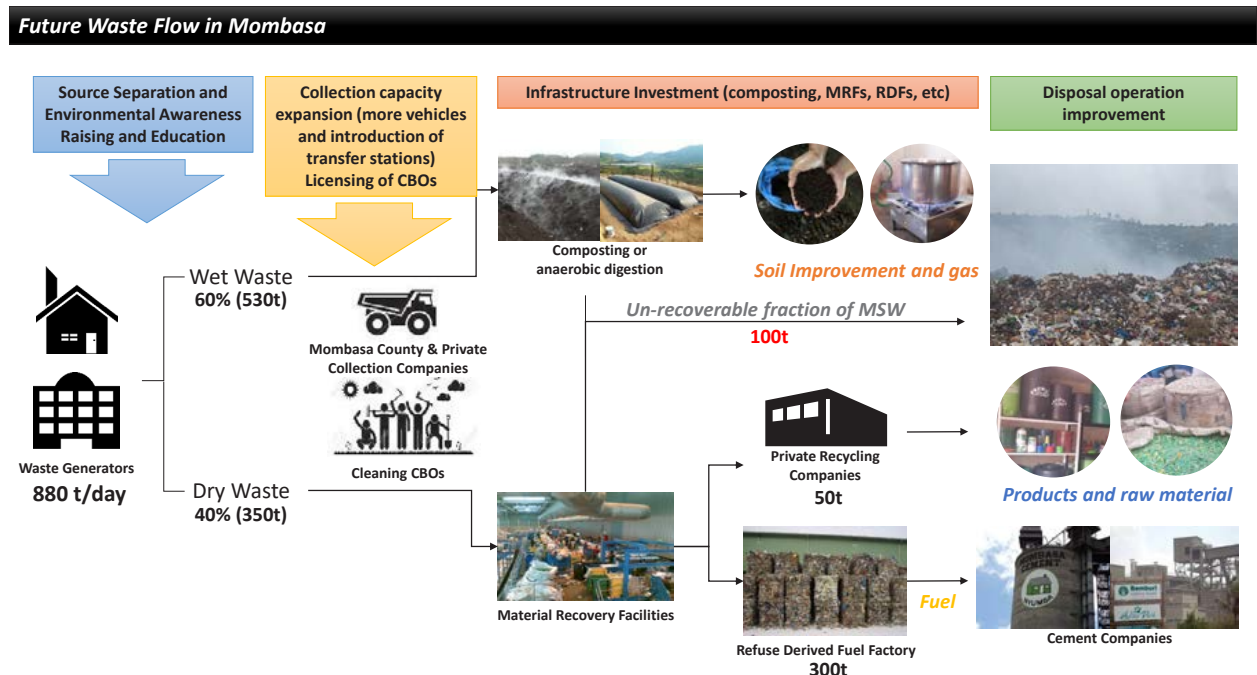 Future Waste Flow in Mombasa
Source Separation and
Environmental Awareness
Raising and Education
Collection capacity
expansion (more vehicles
and introduction of
transfer stations)
Licensing of CBOs
Infrastructure Investment (composting, MRFs, RDFs, etc)
Disposal operation
improvement
Composting or
anaerobic digestion
Soil Improvement and gas
Wet Waste
60% (530t)
Mombasa County & Private
Collection Companies
Un-recoverable fraction of MSW
100t
Cleaning CBOs
Waste Generators
880 t/day
Dry Waste
40% (350t)
Private Recycling
Companies
50t
Products and raw material
Material Recovery Facilities
Refuse Derived Fuel Factory
300t
Fuel
MOMBASA
CEMENT
NYUMBA
Bamburi
Cement Companies